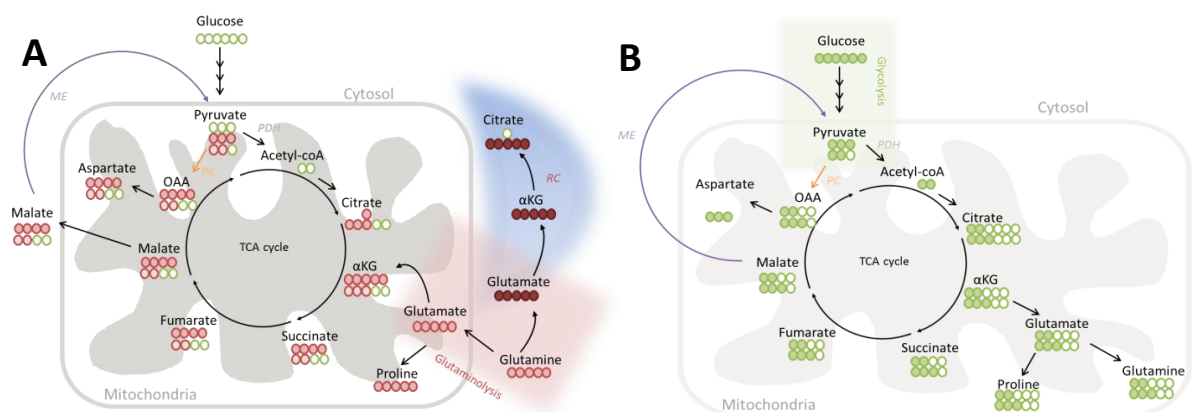 A
Glucose
ME
Cytosol
Pyruvate
PDH
Acetyl-coA
PC
Aspartate
OAA
Malate
Citrate
Malate
TCA cycle
αKG
Fumarate
Succinate
Glutamate
Proline
Glutaminolysis
Glutamine
Mitochondria
Citrate
RC
αKG
Glutamate
B
Glucose
Glycolysis
ME
Cytosol
Pyruvate
PDH
Acetyl-coA
PC
Aspartate
OAA
Citrate
Malate
TCA cycle
αKG
Fumarate
Succinate
Glutamate
Proline
Glutamine
Mitochondria